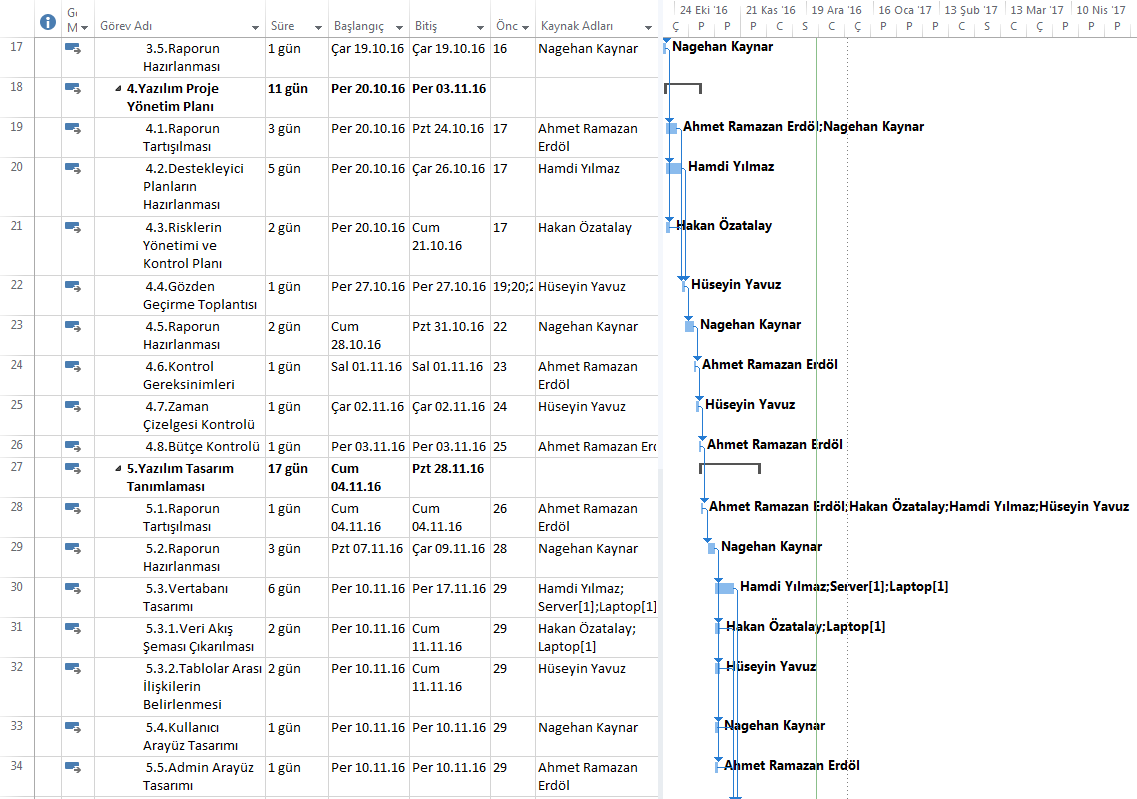 Gö
M
Görev Adı
Süre
Başlangıç
Bitiş
Önc
Kaynak Adları
24 Eki '16 21 Kas '16 19 Ara '16 16 Oca '17 13 Şub '17 13 Mar '17 10 Nis '17
Ç P P S C Ç P P P C S S C Ç P P P
17 3.5.Raporun 1 gün Çar 19.10.16 Çar 19.10.16 16 Nagehan Kaynar Nagehan Kaynar
Hazırlanması
18 4.Yazılım Proje 11 gün Per 20.10.16 Per 03.11.16
Yönetim Planı
19 4.1.Raporun 3 gün Per 20.10.16 Pzt 24.10.16 17 Ahmet Ramazan Ahmet Ramazan Erdöl;Nagehan Kaynar
Tartışılması Erdöl
20 4.2.Destekleyici 5 gün Per 20.10.16 Çar 26.10.16 17 Hamdi Yılmaz Hamdi Yılmaz
Planların
Hazırlanması
21 4.3.Risklerin 2 gün Per 20.10.16 Cum 17 Hakan Özatalay Hakan Özatalay
Yönetimi ve 21.10.16
Kontrol Planı
22 4.4.Gözden 1 gün Per 27.10.16 Per 27.10.16 19;20;2 Hüseyin Yavuz Hüseyin Yavuz
Geçirme Toplantısı
23 4.5.Raporun 2 gün Cum Pzt 31.10.16 22 Nagehan Kaynar Nagehan Kaynar
Hazırlanması 28.10.16
24 4.6.Kontrol 1 gün Sal 01.11.16 Sal 01.11.16 23 Ahmet Ramazan Ahmet Ramazan Erdöl
Gereksinimleri Erdöl
25 4.7.Zaman 1 gün Çar 02.11.16 Çar 02.11.16 24 Hüseyin Yavuz Hüseyin Yavuz
Çizelgesi Kontrolü
26 4.8.Bütçe Kontrolü 1 gün Per 03.11.16 Per 03.11.16 25 Ahmet Ramazan Erd Ahmet Ramazan Erdöl
27 5.Yazılım Tasarım 17 gün Cum Pzt 28.11.16
Tanımlaması 04.11.16
28 5.1.Raporun 1 gün Cum Cum 26 Ahmet Ramazan Ahmet Ramazan Erdöl;Hakan Özatalay;Hamdi Yılmaz;Hüseyin Yavuz
Tartışılması 04.11.16 04.11.16 Erdöl
29 5.2.Raporun 3 gün Pzt 07.11.16 Çar 09.11.16 28 Nagehan Kaynar Nagehan Kaynar
Hazırlanması
30 5.3.Vertabanı 6 gün Per 10.11.16 Per 17.11.16 29 Hamdi Yılmaz; Hamdi Yılmaz;Server[1];Laptop[1]
Tasarımı Server[1];Laptop[1]
31 5.3.1.Veri Akış 2 gün Per 10.11.16 Cum 29 Hakan Özatalay; Hakan Özatalay;Laptop[1]
Şeması Çıkarılması 11.11.16 Laptop[1]
32 5.3.2.Tablolar Arası 2 gün Per 10.11.16 Cum 29 Hüseyin Yavuz Hüseyin Yavuz
İlişkilerin 11.11.16
Belirlenmesi
33 5.4.Kullanıcı 1 gün Per 10.11.16 Per 10.11.16 29 Nagehan Kaynar Nagehan Kaynar
Arayüz Tasarımı
34 5.5.Admin Arayüz 1 gün Per 10.11.16 Per 10.11.16 29 Ahmet Ramazan Ahmet Ramazan Erdöl
Tasarımı Erdöl